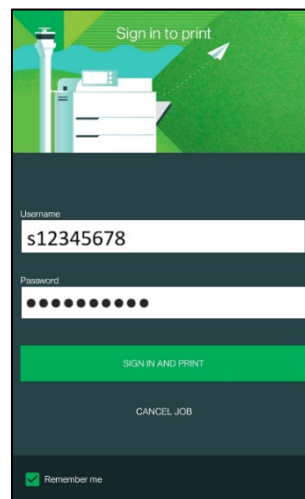 Sign in to print
Username
s12345678
Password
●●●●●●●●●●
SIGN IN AND PRINT
CANCEL JOB
Remember me